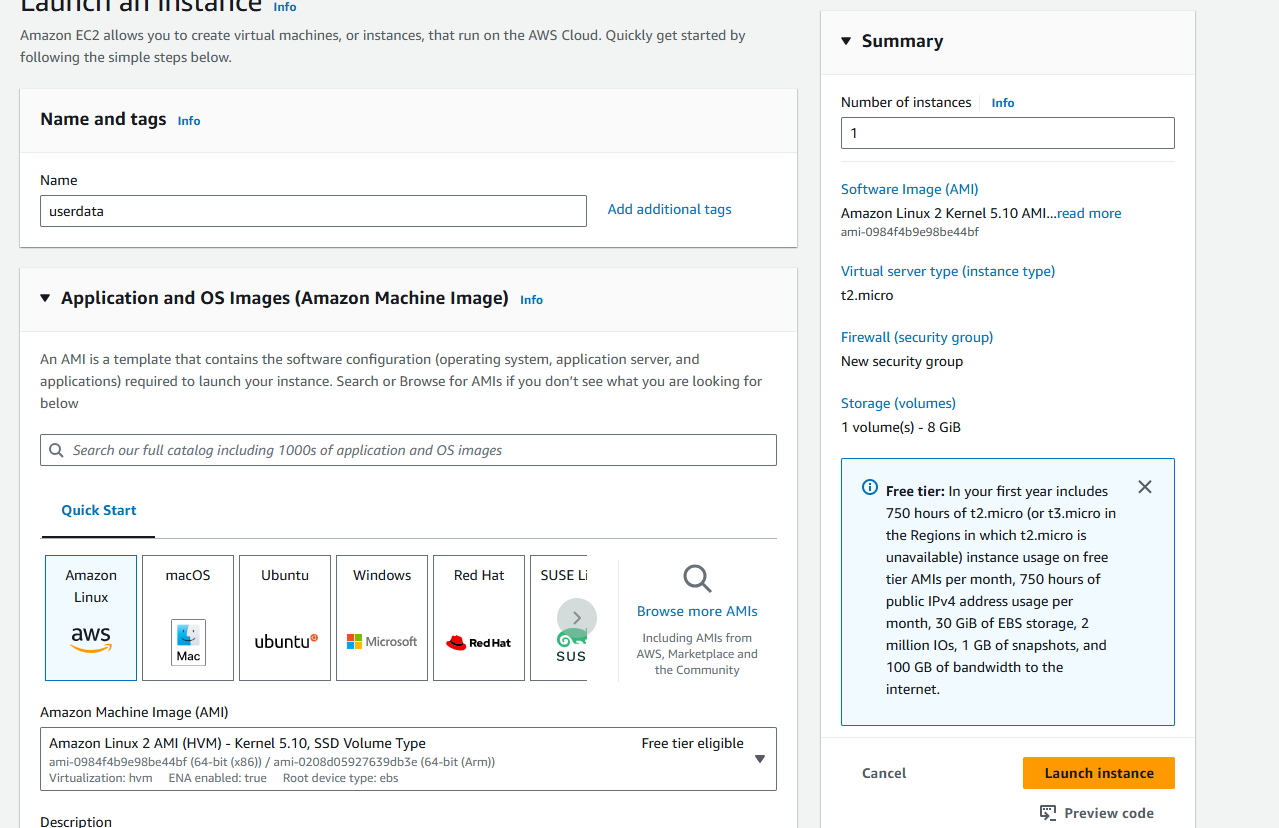 Launch an instance Info
Amazon EC2 allows you to create virtual machines, or instances, that run on the AWS Cloud. Quickly get started by
following the simple steps below.
Name and tags Info
Name
userdata
Add additional tags
Application and OS Images (Amazon Machine Image) Info
An AMI is a template that contains the software configuration (operating system, application server, and
applications) required to launch your instance. Search or Browse for AMIs if you don't see what you are looking for
below
Search our full catalog including 1000s of application and OS images
Quick Start
Amazon
Linux
aws
macOS
Mac
Ubuntu
ubuntu
Windows
Microsoft
Red Hat
Red Hat
SUSE Li
SUS
Browse more AMIs
Including AMIs from
AWS, Marketplace and
the Community
Amazon Machine Image (AMI)
Amazon Linux 2 AMI (HVM) - Kernel 5.10, SSD Volume Type
Free tier eligible
ami-0984f4b9e98be44bf (64-bit (x86)) / ami-0208d05927639db3e (64-bit (Arm))
Virtualization: hvm ENA enabled: true Root device type: ebs
Description
Summary
Number of instances Info
1
Software Image (AMI)
Amazon Linux 2 Kernel 5.10 AMI...read more
ami-0984f4b9e98be44bf
Virtual server type (instance type)
t2.micro
Firewall (security group)
New security group
Storage (volumes)
1 volume(s) - 8 GiB
Free tier: In your first year includes
750 hours of t2.micro (or t3.micro in
the Regions in which t2.micro is
unavailable) instance usage on free
tier AMIs per month, 750 hours of
public IPv4 address usage per
month, 30 GiB of EBS storage, 2
million IOs, 1 GB of snapshots, and
100 GB of bandwidth to the
internet.
Cancel
Launch instance
Preview code